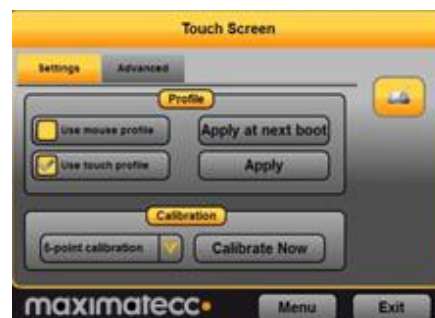 Touch Screen
Settings Advanced
Profile
Use mouse profile Apply at next boot
Use touch profile Apply
Calibration
6-point calibration Calibrate Now
maximatecc Menu Exit